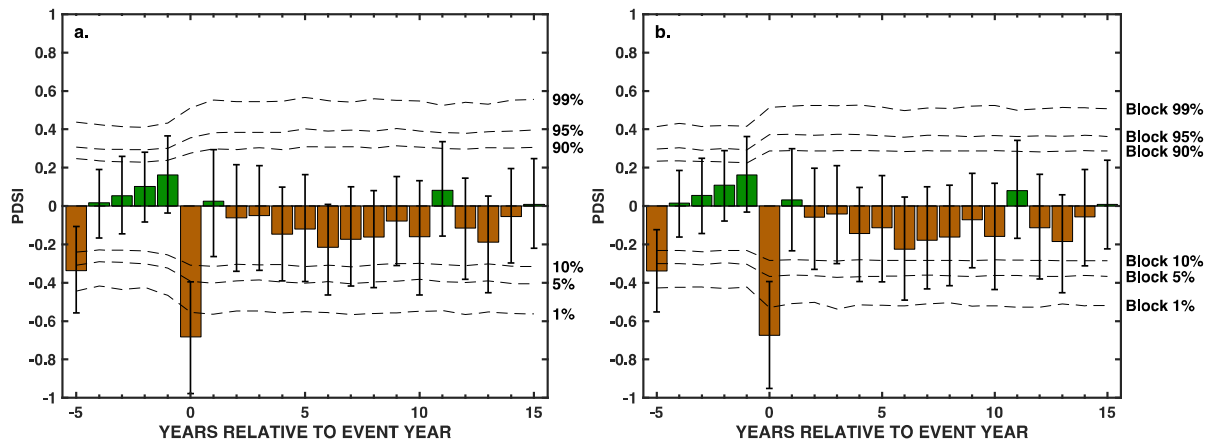 a.
1
0.8
0.6
0.4
0.2
0
-0.2
-0.4
-0.6
-0.8
-1
PDSI
99%
95%
90%
10%
5%
1%
-5 0 5 10 15
YEARS RELATIVE TO EVENT YEAR
b.
1
0.8
0.6
0.4
0.2
0
-0.2
-0.4
-0.6
-0.8
-1
PDSI
Block 99%
Block 95%
Block 90%
Block 10%
Block 5%
Block 1%
-5 0 5 10 15
YEARS RELATIVE TO EVENT YEAR